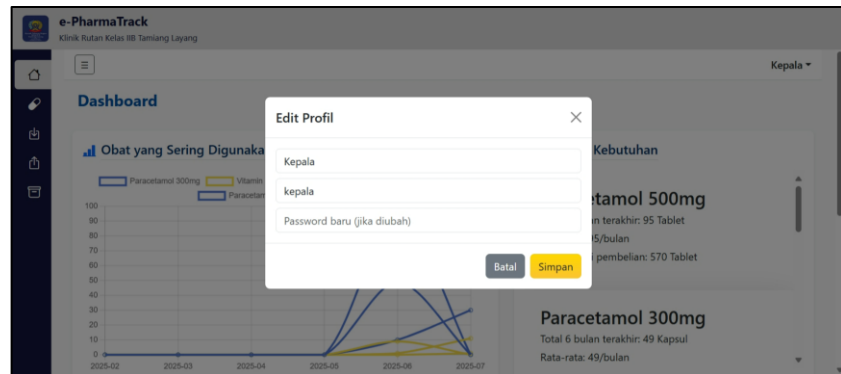 e-PharmaTrack
Klinik Rutan Kelas IIB Tamiang Layang
Kepala
Dashboard
Edit Profil
Kepala
kepala
Password baru (jika diubah)
Batal
Simpan
Obat yang Sering Digunaka
Paracetamol 300mg
Vitamin
Paracetam
100
90
80
70
60
50
40
30
20
10
0
2025-02
2025-03
2025-04
2025-05
2025-06
2025-07
Kebutuhan
etamol 500mg
n terakhir: 95 Tablet
95/bulan
pembelian: 570 Tablet
Paracetamol 300mg
Total 6 bulan terakhir: 49 Kapsul
Rata-rata: 49/bulan